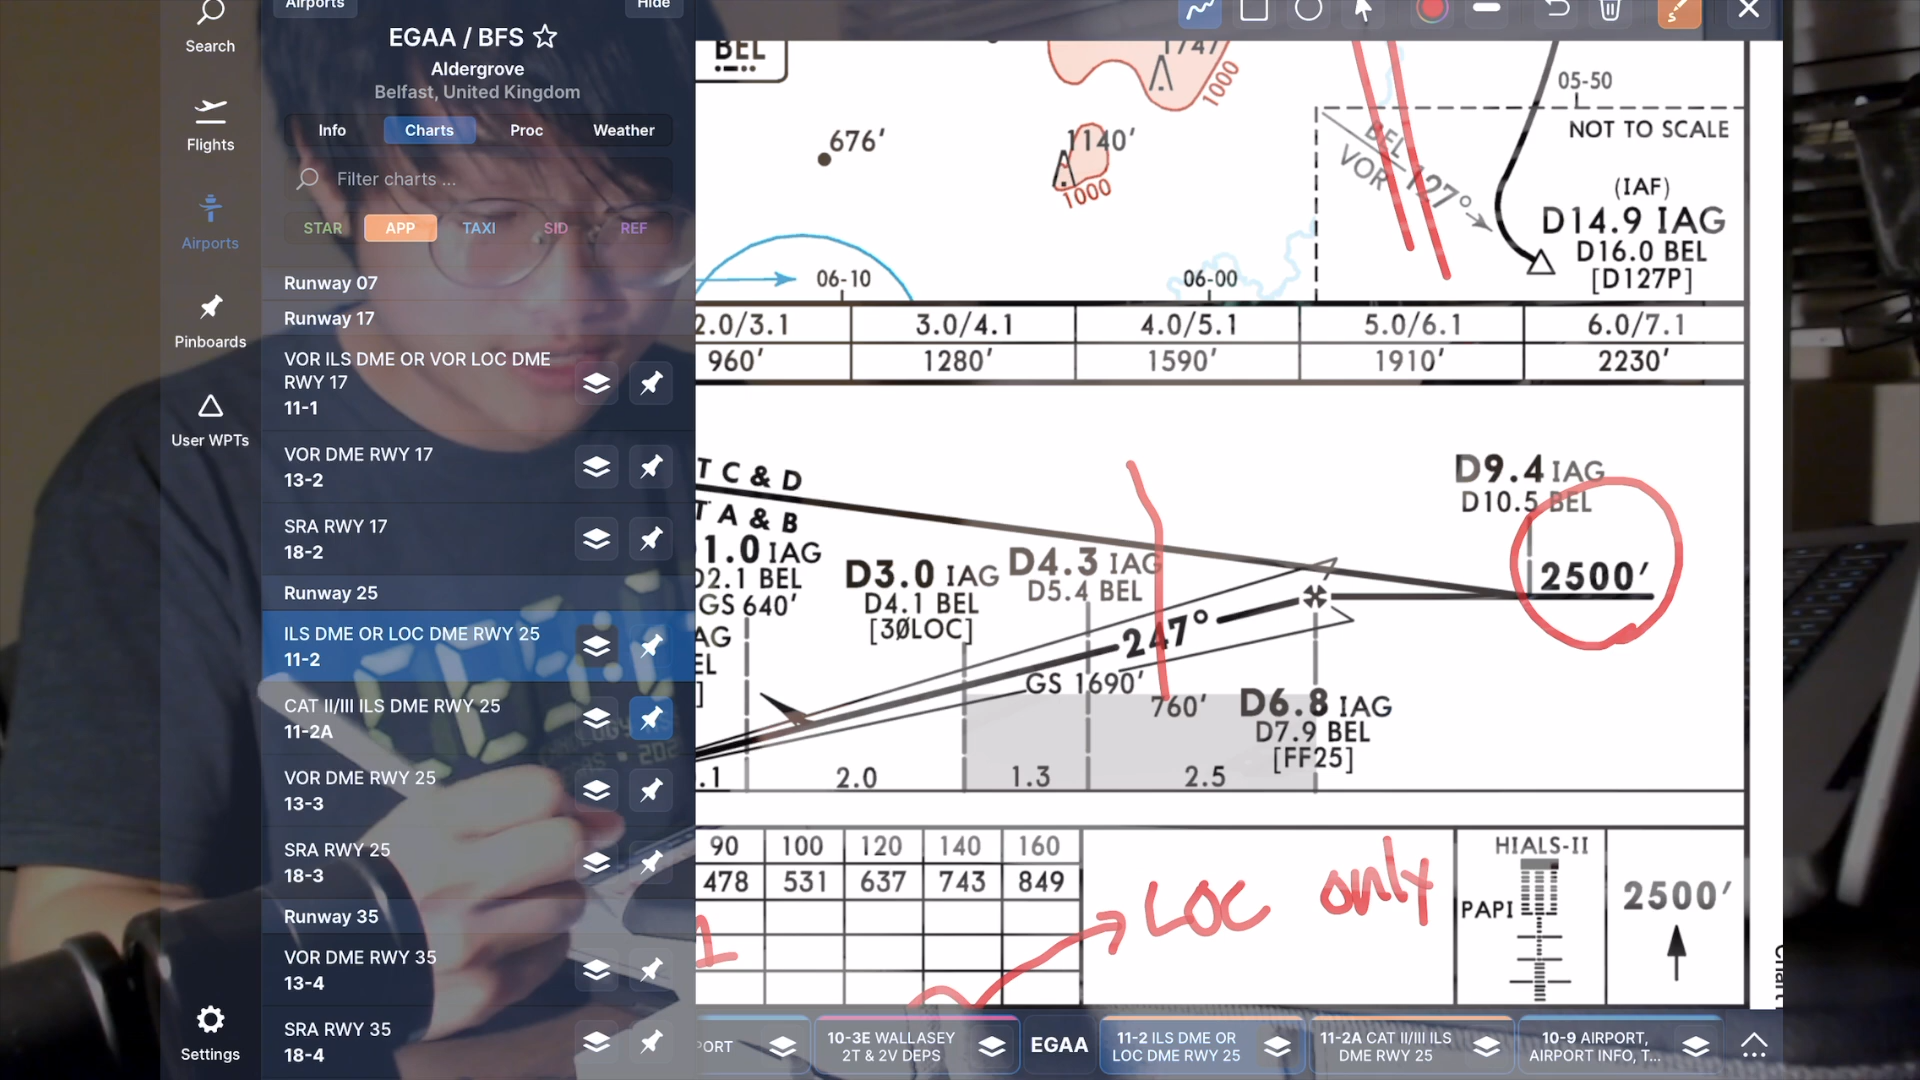 Airports
Hide
Search
EGAA / BFS
Aldergrove
Belfast, United Kingdom
Info
Charts
Proc
Weather
Flights
Filter charts ...
STAR
APP
TAXI
SID
REF
Airports
Pinboards
User WPTs
Settings
Runway 07
Runway 17
VOR ILS DME OR VOR LOC DME
RWY 17
11-1
VOR DME RWY 17
13-2
SRA RWY 17
18-2
Runway 25
ILS DME OR LOC DME RWY 25
11-2
CAT II/III ILS DME RWY 25
11-2A
VOR DME RWY 25
13-3
SRA RWY 25
18-3
Runway 35
VOR DME RWY 35
13-4
SRA RWY 35
18-4
BEL
1747'
1000
676'
1140'
1000
05-50
NOT TO SCALE
BEL
VOR 127°
(IAF)
D14.9 IAG
D16.0 BEL
[D127P]
06-10
06-00
2.0/3.1 3.0/4.1 4.0/5.1 5.0/6.1 6.0/7.1
960' 1280' 1590' 1910' 2230'
T C & D
T A & B
D9.4 IAG
D10.5 BEL
2500'
1.0 IAG
D2.1 BEL
GS 640'
D3.0 IAG
D4.1 BEL
[30LOC]
D4.3 IAG
D5.4 BEL
247°
GS 1690'
760'
D6.8 IAG
D7.9 BEL
[FF25]
.1 2.0 1.3 2.5
90 100 120 140 160
478 531 637 743 849
1
LOC only
HIALS-II
PAPI
2500'
PORT
10-3E WALLASEY
2T & 2V DEPS
EGAA
11-2 ILS DME OR
LOC DME RWY 25
11-2A CAT II/III ILS
DME RWY 25
10-9 AIRPORT,
AIRPORT INFO, T...